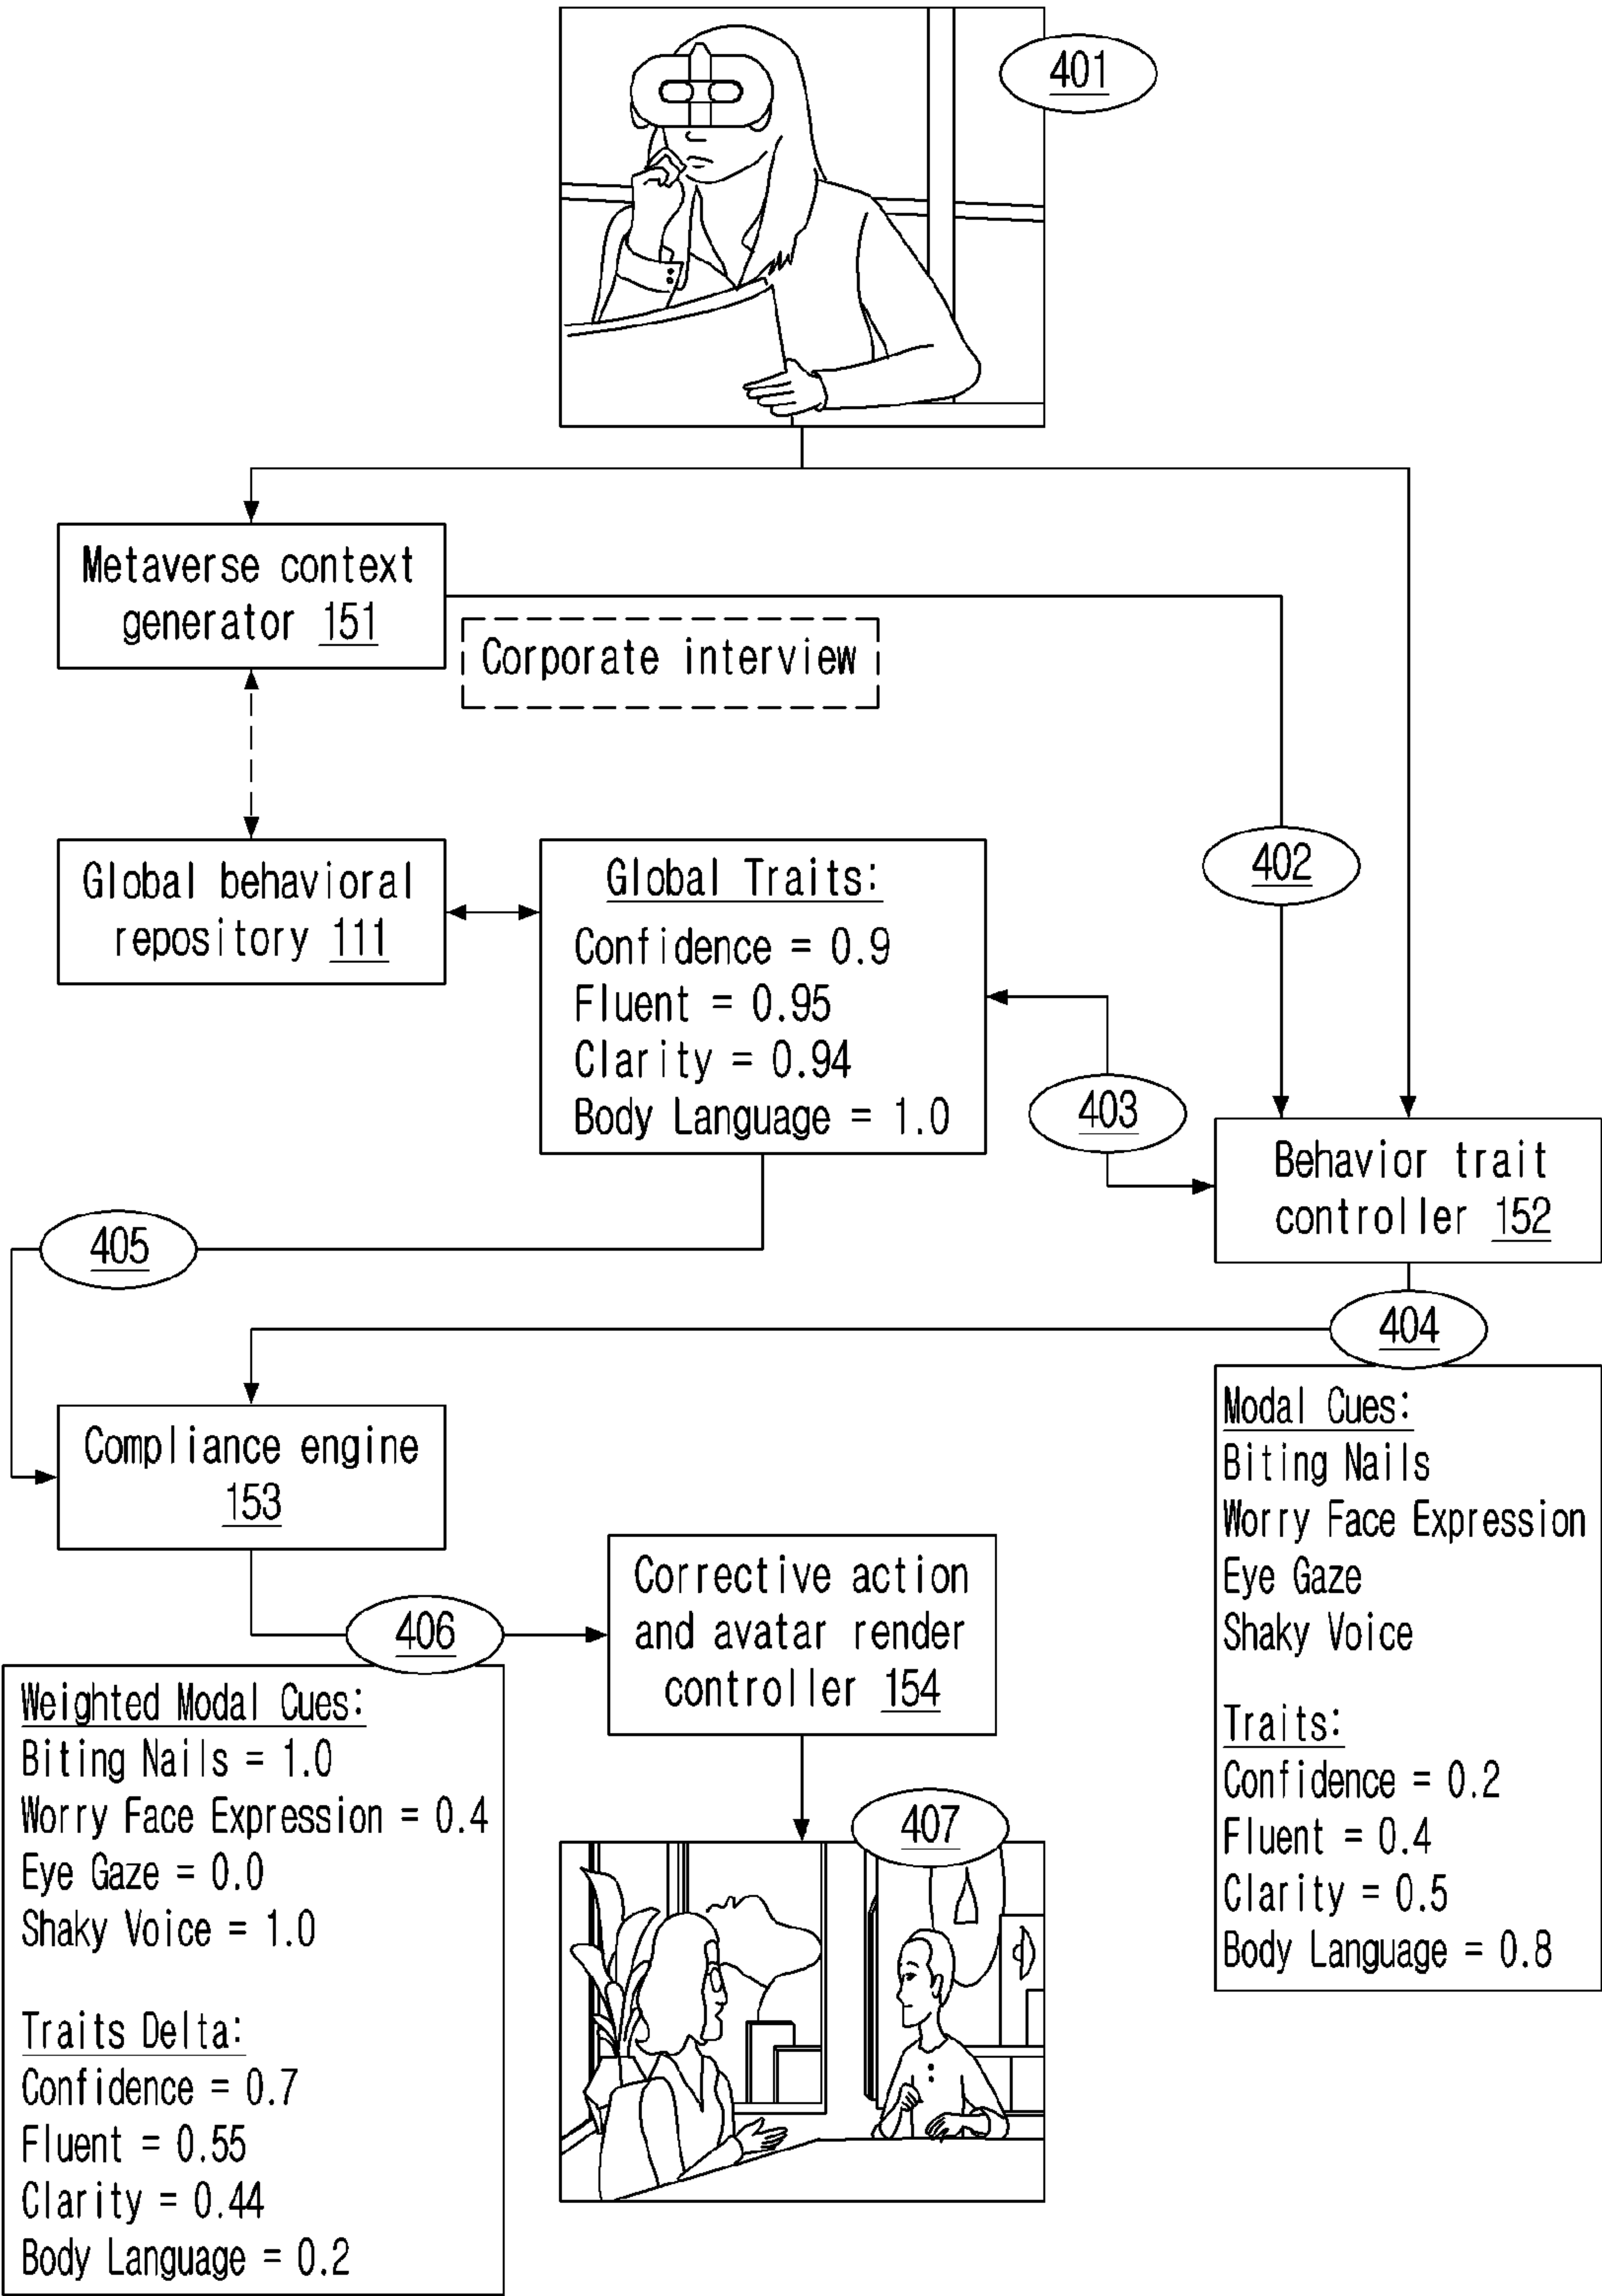 401
Metaverse context
generator 151
Corporate interview
402
Global behavioral
repository 111
Global Traits:
Confidence = 0.9
Fluent = 0.95
Clarity = 0.94
Body Language = 1.0
403
Behavior trait
controller 152
405
404
Compliance engine
153
Modal Cues:
Biting Nails
Worry Face Expression
Eye Gaze
Shaky Voice
Traits:
Confidence = 0.2
Fluent = 0.4
Clarity = 0.5
Body Language = 0.8
406
Corrective action
and avatar render
controller 154
Weighted Modal Cues:
Biting Nails = 1.0
Worry Face Expression = 0.4
Eye Gaze = 0.0
Shaky Voice = 1.0
Traits Delta:
Confidence = 0.7
Fluent = 0.55
Clarity = 0.44
Body Language = 0.2
407